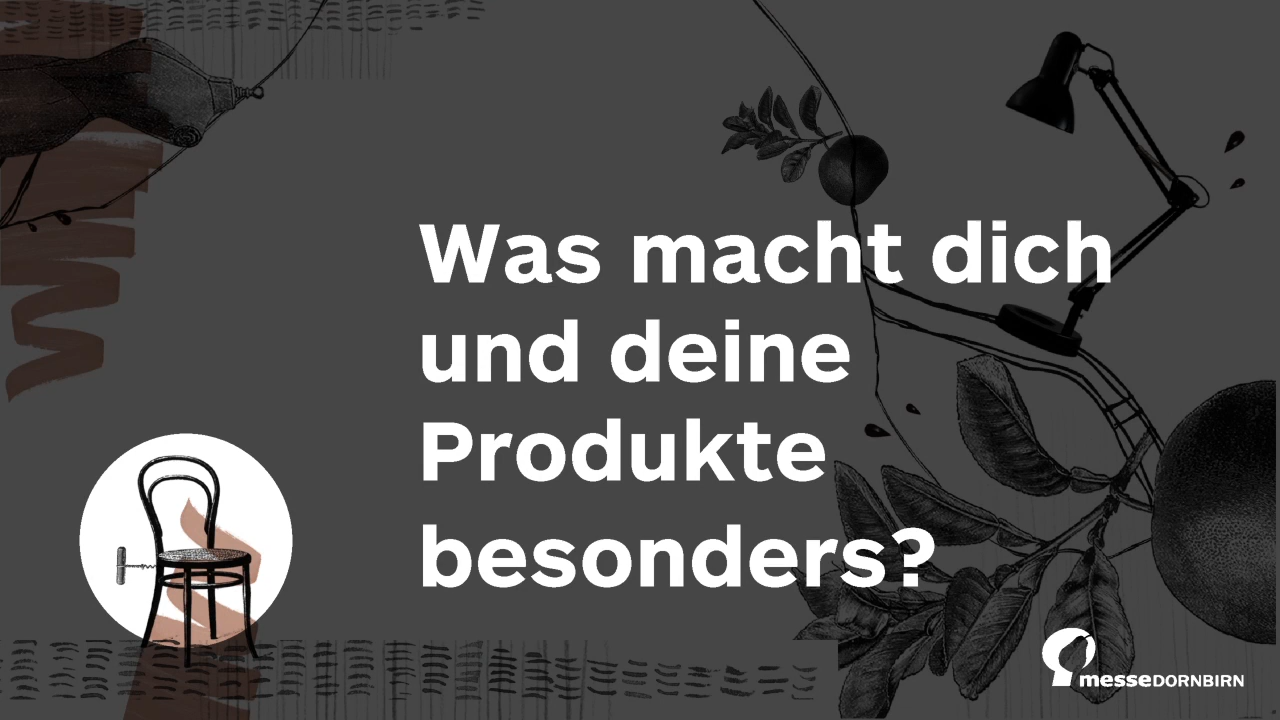 Was macht dich
und deine
Produkte
besonders?
messeDORNBIRN